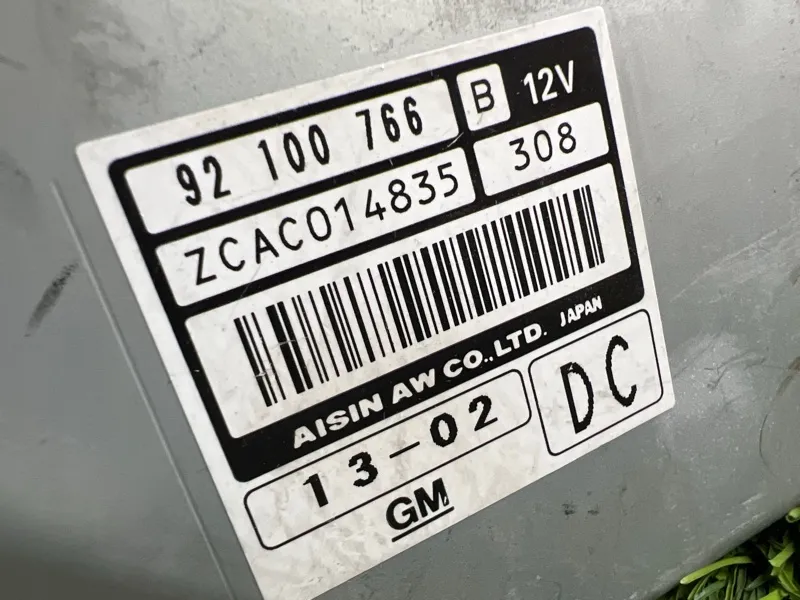 92 100 766 B 12V
ZCAC014835 308
AISIN AW CO.,LTD. JAPAN
13-02 DC
GM